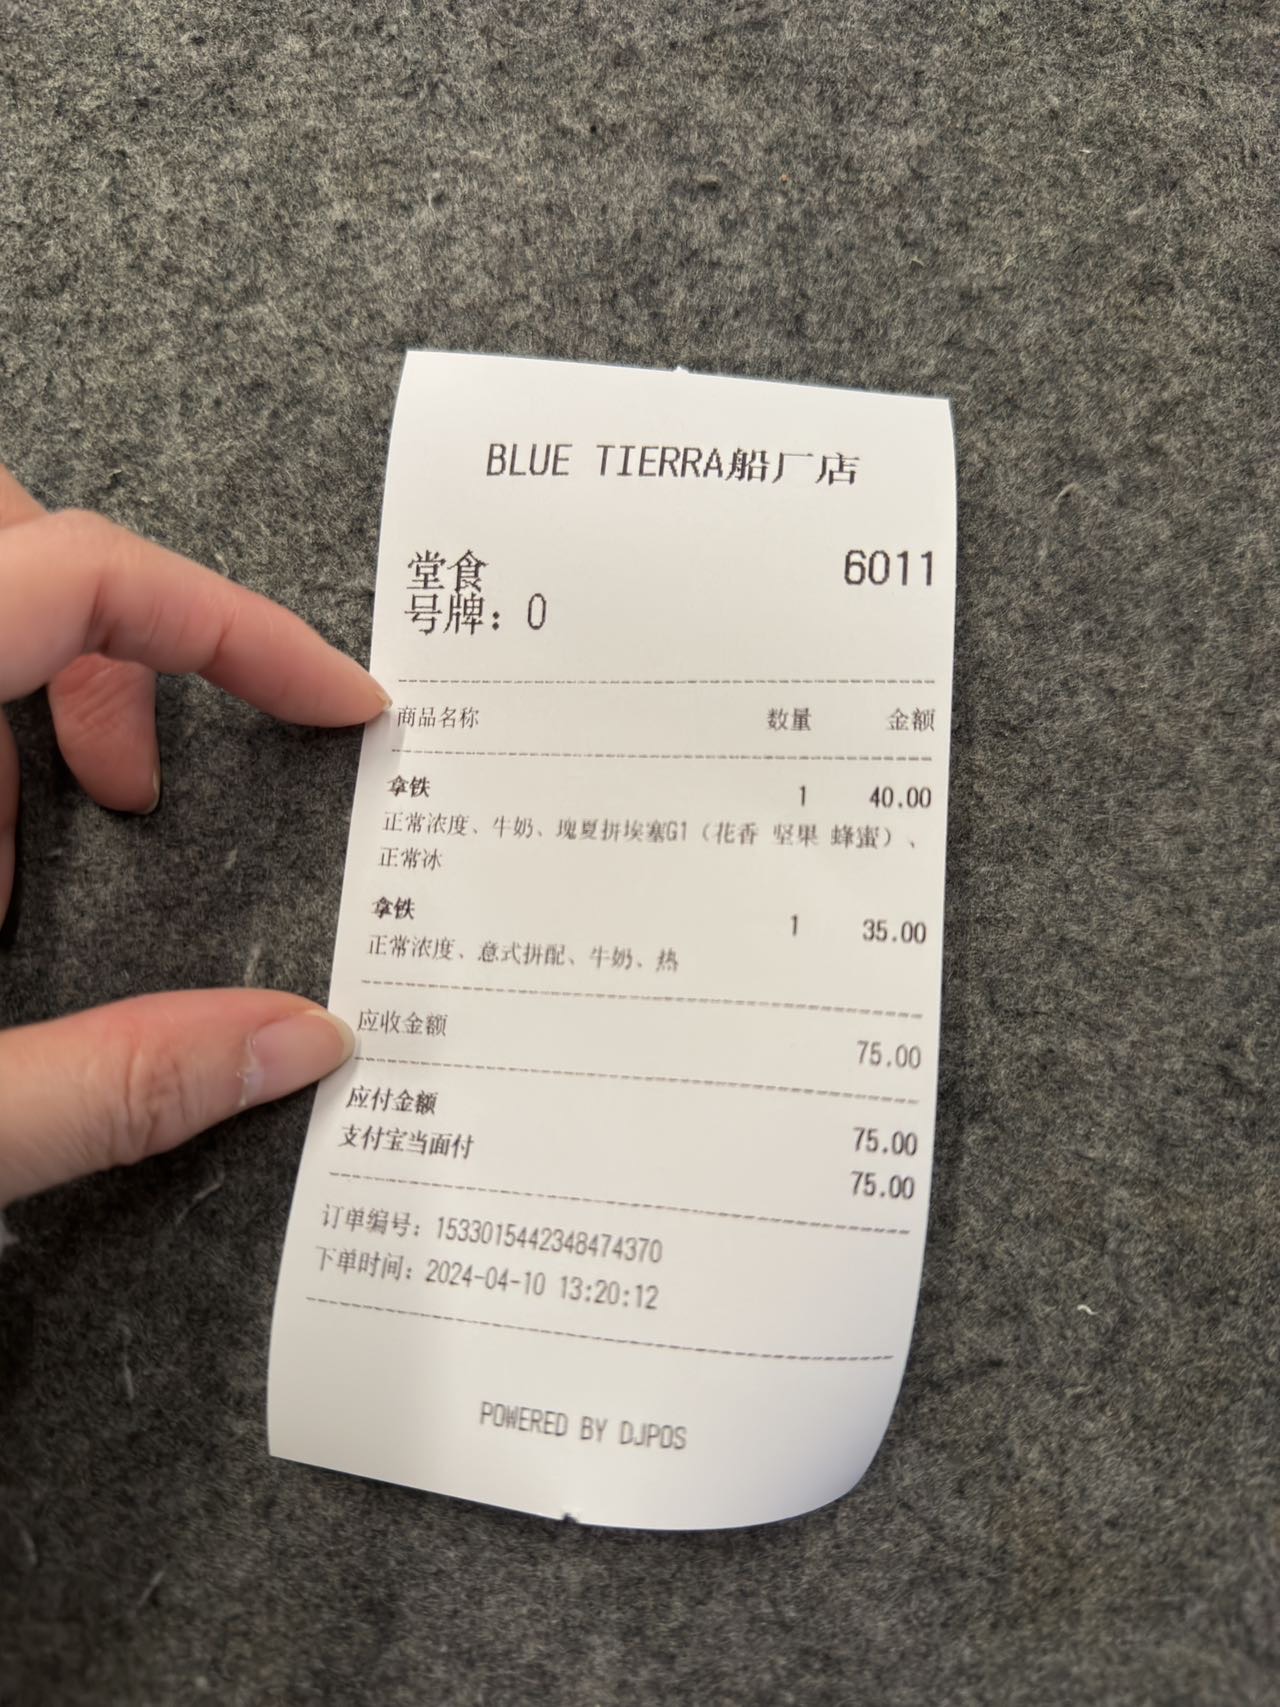 BLUE TIERRA船厂店
堂食 6011
号牌：0
商品名称 数量 金额
拿铁 1 40.00
正常浓度、牛奶、瑰夏拼埃塞G1（花香 坚果 蜂蜜）、
正常冰
拿铁 1 35.00
正常浓度、意式拼配、牛奶、热
应收金额 75.00
应付金额 75.00
支付宝当面付 75.00
订单编号：1533015442348474370
下单时间：2024-04-10 13:20:12
POWERED BY DJPOS